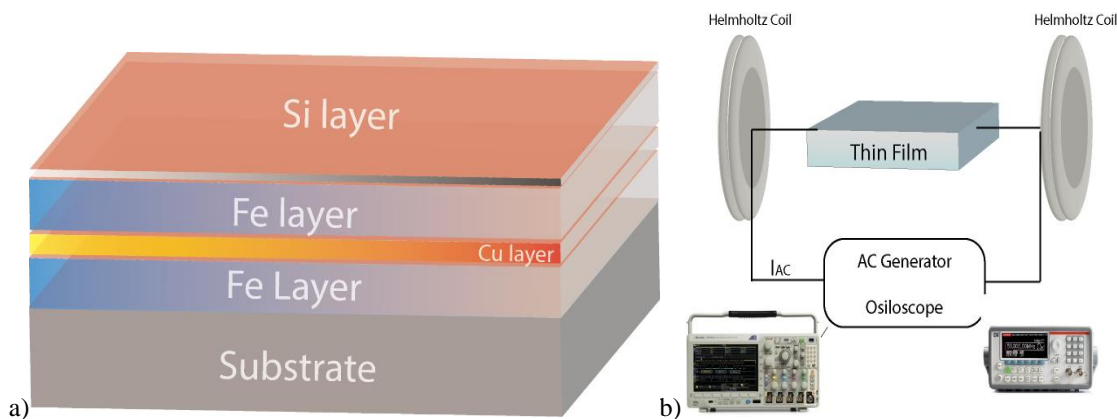 Si layer
Fe layer
Cu layer
Fe Layer
Substrate
a)
Helmholtz Coil
Helmholtz Coil
Thin Film
IAC
AC Generator
Osiloscope
b)